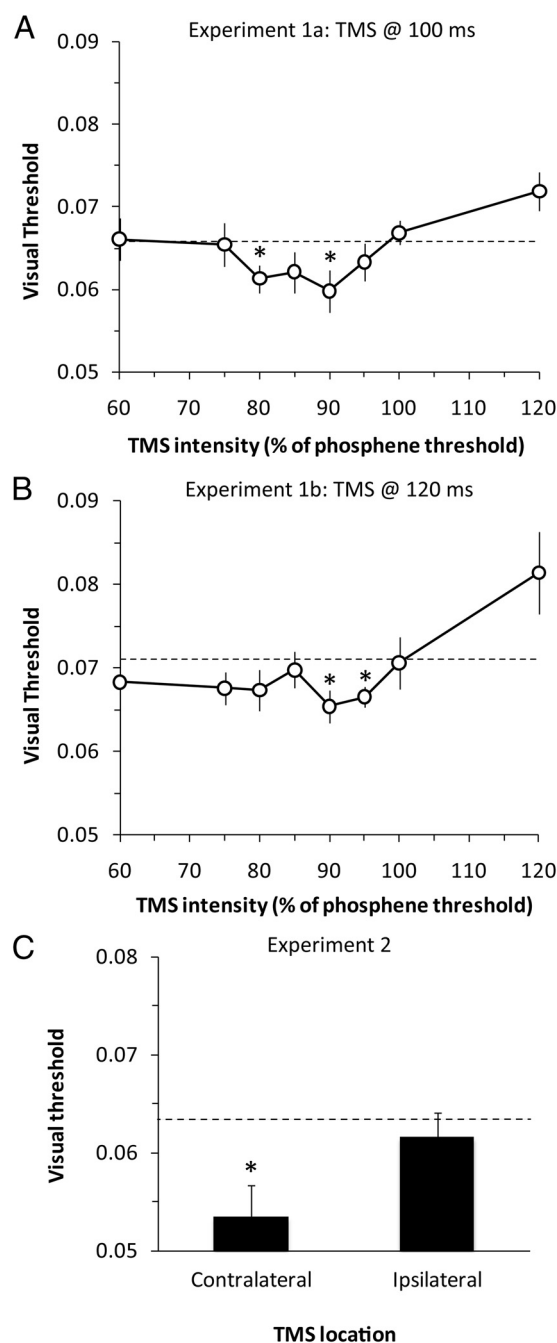 A
Experiment 1a: TMS @ 100 ms
0.09
0.08
0.07
0.06
0.05
Visual Threshold
*
*
60 70 80 90 100 110 120
TMS intensity (% of phosphene threshold)
B
Experiment 1b: TMS @ 120 ms
0.09
0.08
0.07
0.06
0.05
Visual Threshold
*
*
60 70 80 90 100 110 120
TMS intensity (% of phosphene threshold)
C
Experiment 2
0.08
0.07
0.06
0.05
Visual threshold
*
Contralateral Ipsilateral
TMS location